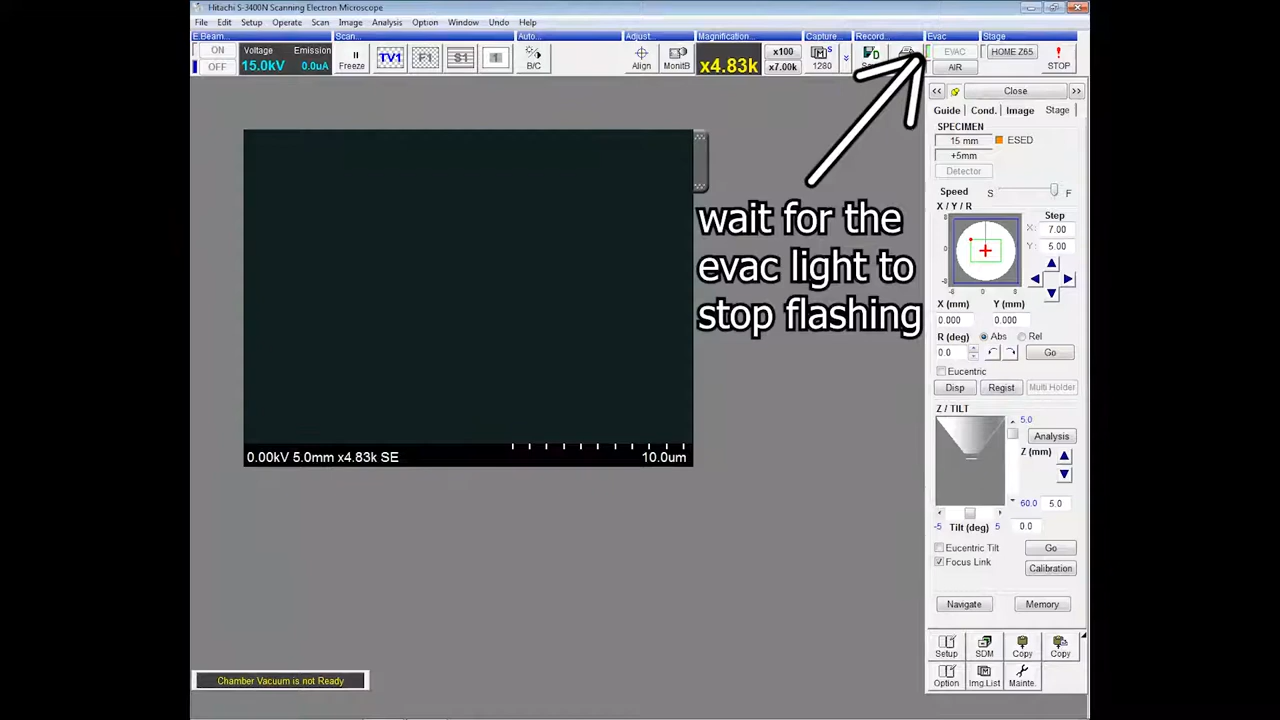 Hitachi S-3400N Scanning Electron Microscope
File Edit Setup Operate Scan Image Analysis Option Window Undo Help
E.Beam... Scan... Auto... Adjust... Magnification... Capture... Record... Evac Stage
ON Voltage Emission x100 EVAC HOME Z65
OFF 15.0kV 0.0uA Freeze TV1 F1 S1 1 B/C Align MonitB x4.83k x7.00k 1280 AIR STOP
<< Close >>
Guide Cond. Image Stage
SPECIMEN
15 mm ESED
+5mm
Detector
Speed S F
X / Y / R Step
X: 7.00
Y: 5.00
X (mm) Y (mm)
0.000 0.000
R (deg) Abs Rel
0.0 Go
Eucentric
Disp Regist Multi Holder
Z / TILT
5.0
Analysis
Z (mm)
60.0 5.0
-5 Tilt (deg) 5 0.0
Eucentric Tilt Go
Focus Link Calibration
Navigate Memory
Setup SDM Copy Copy
Option Img.List Mainte.
wait for the
evac light to
stop flashing
0.00kV 5.0mm x4.83k SE 10.0um
Chamber Vacuum is not Ready